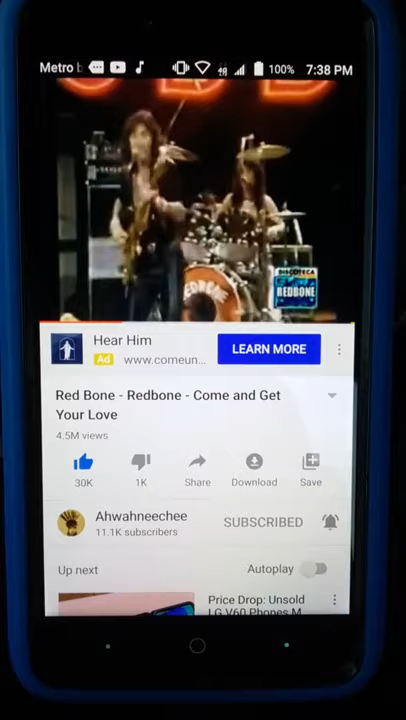 Metro
100% 7:38 PM
REDBONE
DISCOTECA
REDBONE
Hear Him
Ad www.comeun...
LEARN MORE
Red Bone - Redbone - Come and Get
Your Love
4.5M views
30K 1K Share Download Save
Ahwahneechee
11.1K subscribers
SUBSCRIBED
Up next Autoplay
Price Drop: Unsold
LG V60 Phones M